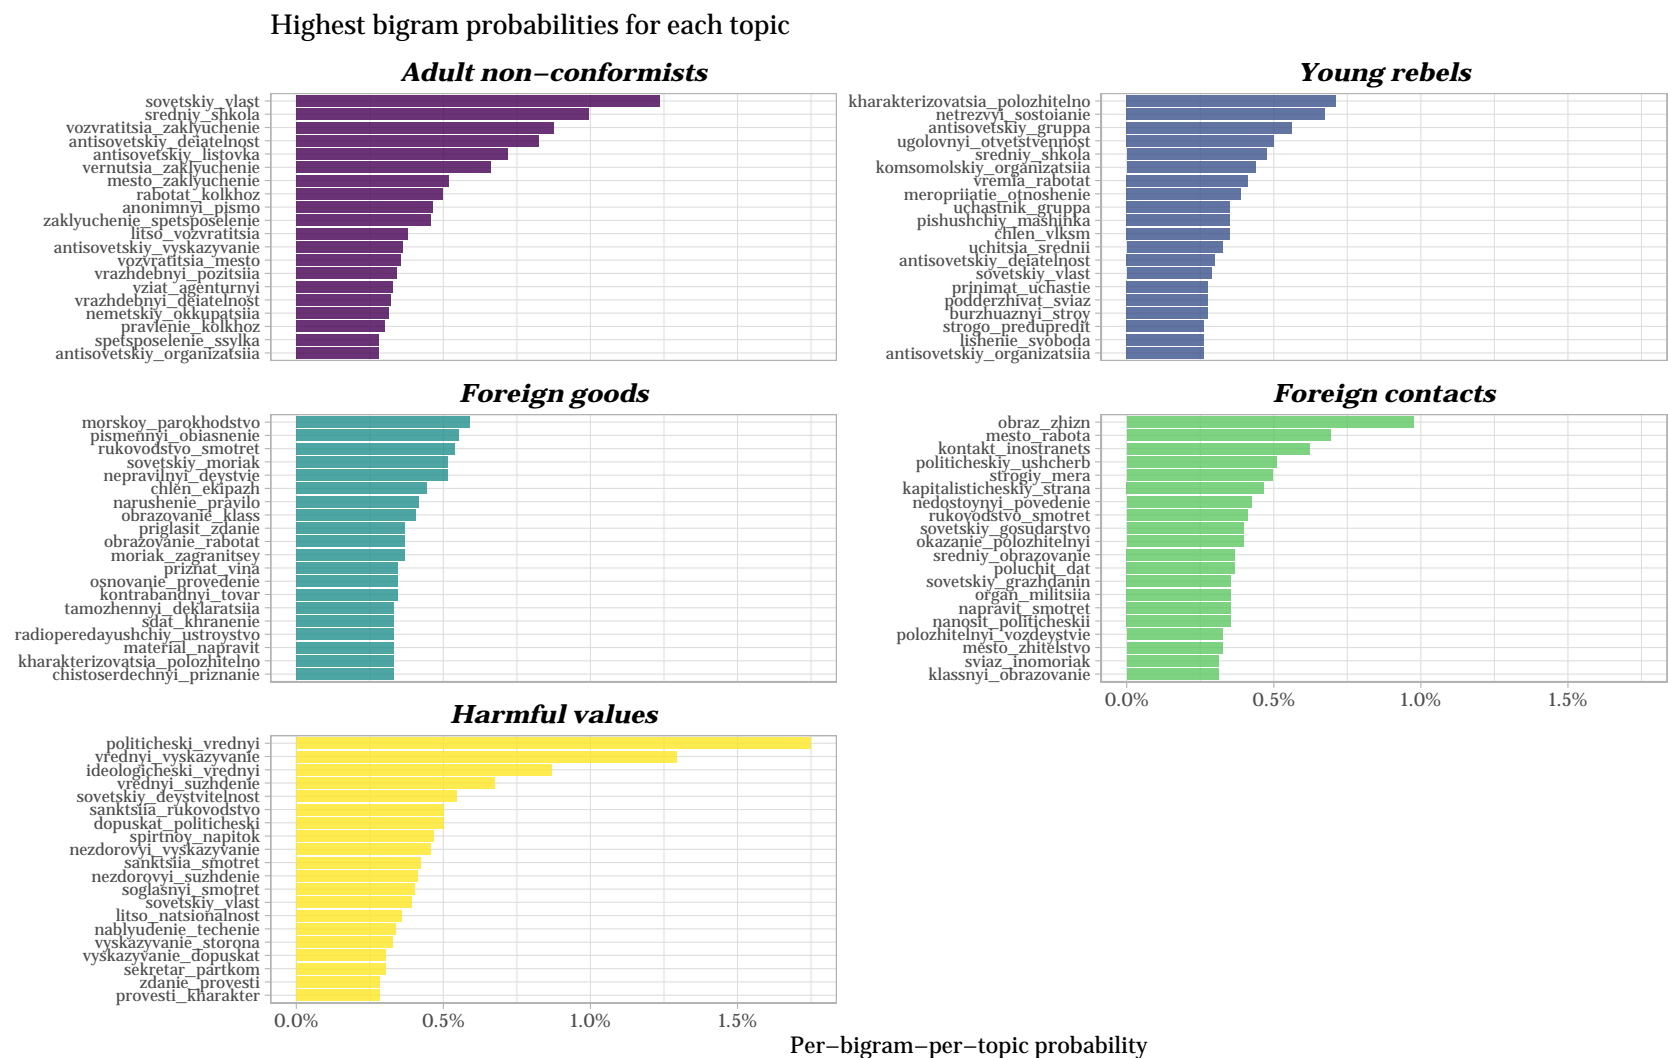 Highest bigram probabilities for each topic
Adult non−conformists
sovetskiy_vlast
sredniy_shkola
vozvratitsia_zaklyuchenie
antisovetskiy_deiatelnost
antisovetskiy_listovka
vernutsia_zaklyuchenie
mesto_zaklyuchenie
rabotat_kolkhoz
anonimnyi_pismo
zaklyuchenie_spetsposelenie
litso_vozvratitsia
antisovetskiy_vyskazyvanie
vozvratitsia_mesto
vrazhdebnyi_pozitsiia
vziat_agenturnyi
vrazhdebnyi_deiatelnost
nemetskiy_okkupatsiia
pravlenie_kolkhoz
spetsposelenie_ssylka
antisovetskiy_organizatsiia
Young rebels
kharakterizovatsia_polozhitelno
netrezvyi_sostoianie
antisovetskiy_gruppa
ugolovnyi_otvetstvennost
sredniy_shkola
komsomolskiy_organizatsiia
vremia_rabotat
meropriiatie_otnoshenie
uchastnik_gruppa
pishushchiy_mashinka
chlen_vlksm
uchitsia_srednii
antisovetskiy_deiatelnost
sovetskiy_vlast
prinimat_uchastie
podderzhivat_sviaz
burzhuaznyi_stroy
strogo_predupredit
lishenie_svoboda
antisovetskiy_organizatsiia
Foreign goods
morskoy_parokhodstvo
pismennyi_obiasnenie
rukovodstvo_smotret
sovetskiy_moriak
nepravilnyi_deystvie
chlen_ekipazh
narushenie_pravilo
obrazovanie_klass
priglasit_zdanie
obrazovanie_rabotat
moriak_zagranitsey
priznat_vina
osnovanie_provedenie
kontrabandnyi_tovar
tamozhennyi_deklaratsiia
sdat_khranenie
radioperedayushchiy_ustroystvo
material_napravit
kharakterizovatsia_polozhitelno
chistoserdechnyi_priznanie
Foreign contacts
obraz_zhizn
mesto_rabota
kontakt_inostranets
politicheskiy_ushcherb
strogiy_mera
kapitalisticheskiy_strana
nedostoynyi_povedenie
rukovodstvo_smotret
sovetskiy_gosudarstvo
okazanie_polozhitelnyi
sredniy_obrazovanie
poluchit_dat
sovetskiy_grazhdanin
organ_militsiia
napravit_smotret
nanosit_politicheskii
polozhitelnyi_vozdeystvie
mesto_zhitelstvo
sviaz_inomoriak
klassnyi_obrazovanie
0.0% 0.5% 1.0% 1.5%
Harmful values
politicheski_vrednyi
vrednyi_vyskazyvanie
ideologicheski_vrednyi
vrednyi_suzhdenie
sovetskiy_deystvitelnost
sanktsiia_rukovodstvo
dopuskat_politicheski
spirtnoy_napitok
nezdorovyi_vyskazyvanie
sanktsiia_smotret
nezdorovyi_suzhdenie
soglasnyi_smotret
sovetskiy_vlast
litso_natsionalnost
nablyudenie_techenie
vyskazyvanie_storona
vyskazyvanie_dopuskat
sekretar_partkom
zdanie_provesti
provesti_kharakter
0.0% 0.5% 1.0% 1.5%
Per−bigram−per−topic probability